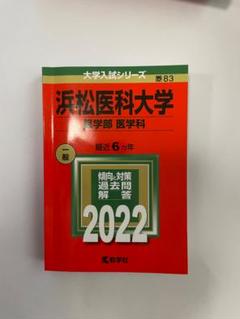 大学入試シリーズ
83
浜松医科大学
医学部 医学科
一般
最近6カ年
傾向と対策
過去問
解答
2022
教学社